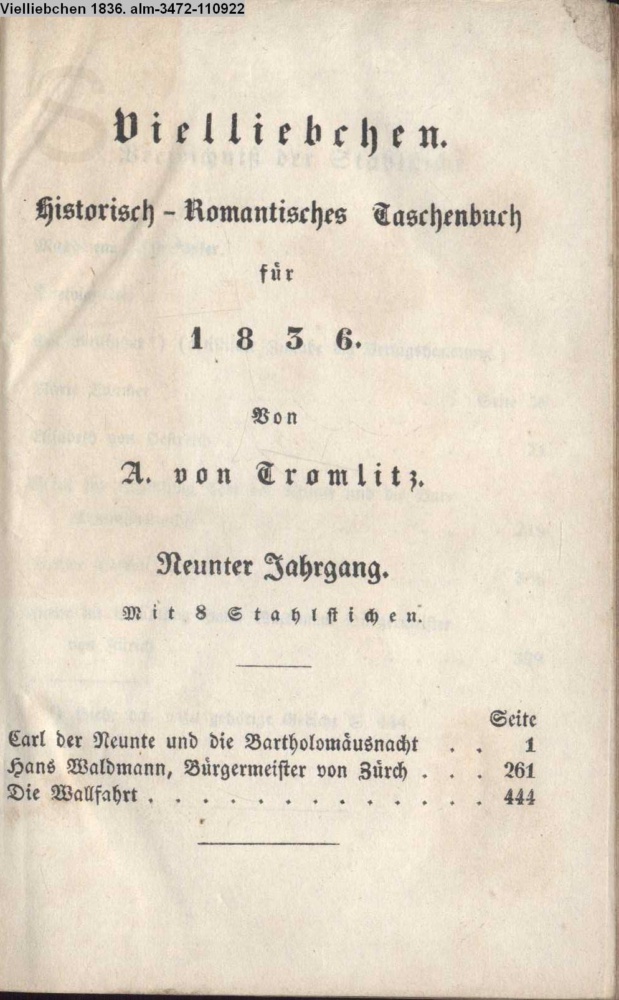 Vielliebchen 1836. alm-3472-110922
Vielliebchen.
Historisch-Romantisches Taschenbuch
für
1836.
Von
A. von Tromlitz.
Neunter Jahrgang.
Mit 8 Stahlstichen.
Seite
Carl der Neunte und die Bartholomäusnacht . . 1
Hans Waldmann, Bürgermeister von Zürch . . . 261
Die Wallfahrt . . . . . . . . . . . . . 444